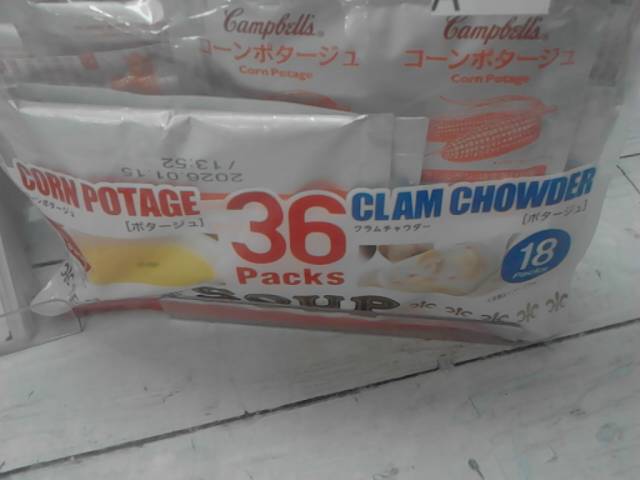 Campbell's®
コーンポタージュ
Corn Potage
Campbell's®
コーンポタージュ
Corn Potage
2026.01.15
/13:52
CORN POTAGE
[ポタージュ]
36
Packs
CLAM CHOWDER
クラムチャウダー
[ポタージュ]
18
Packs
SOUP